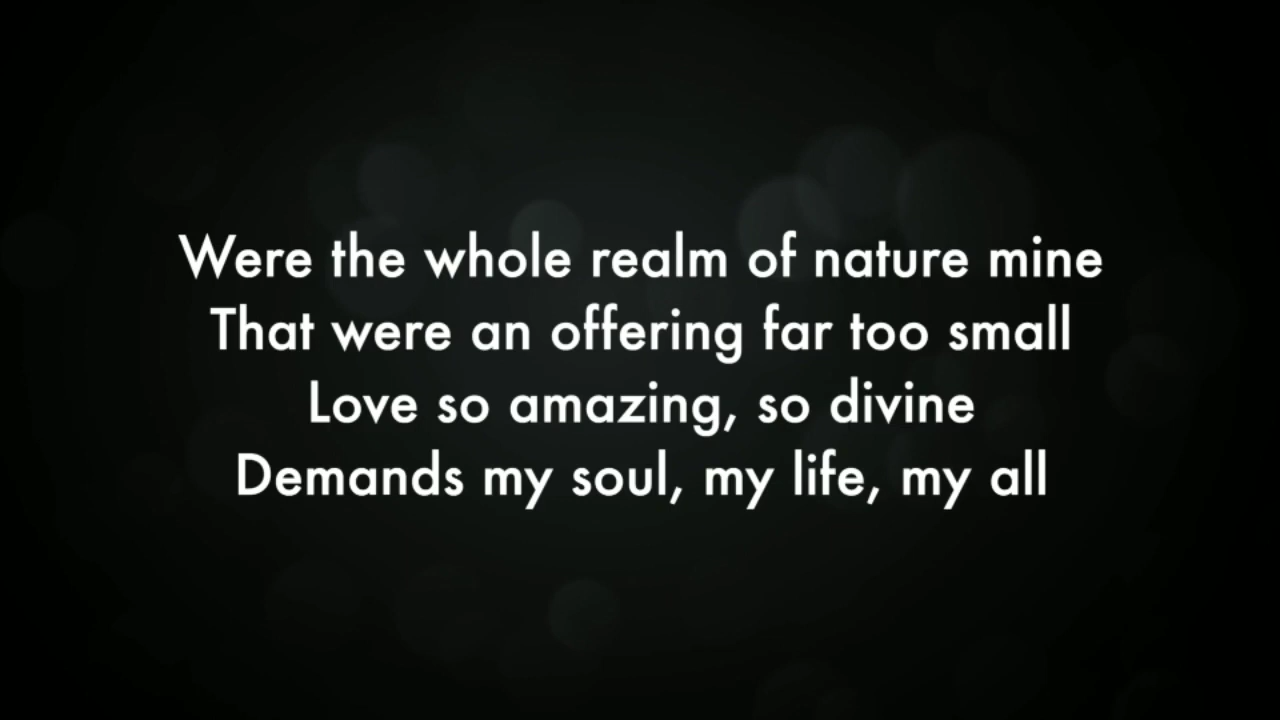 Were the whole realm of nature mine
That were an offering far too small
Love so amazing, so divine
Demands my soul, my life, my all